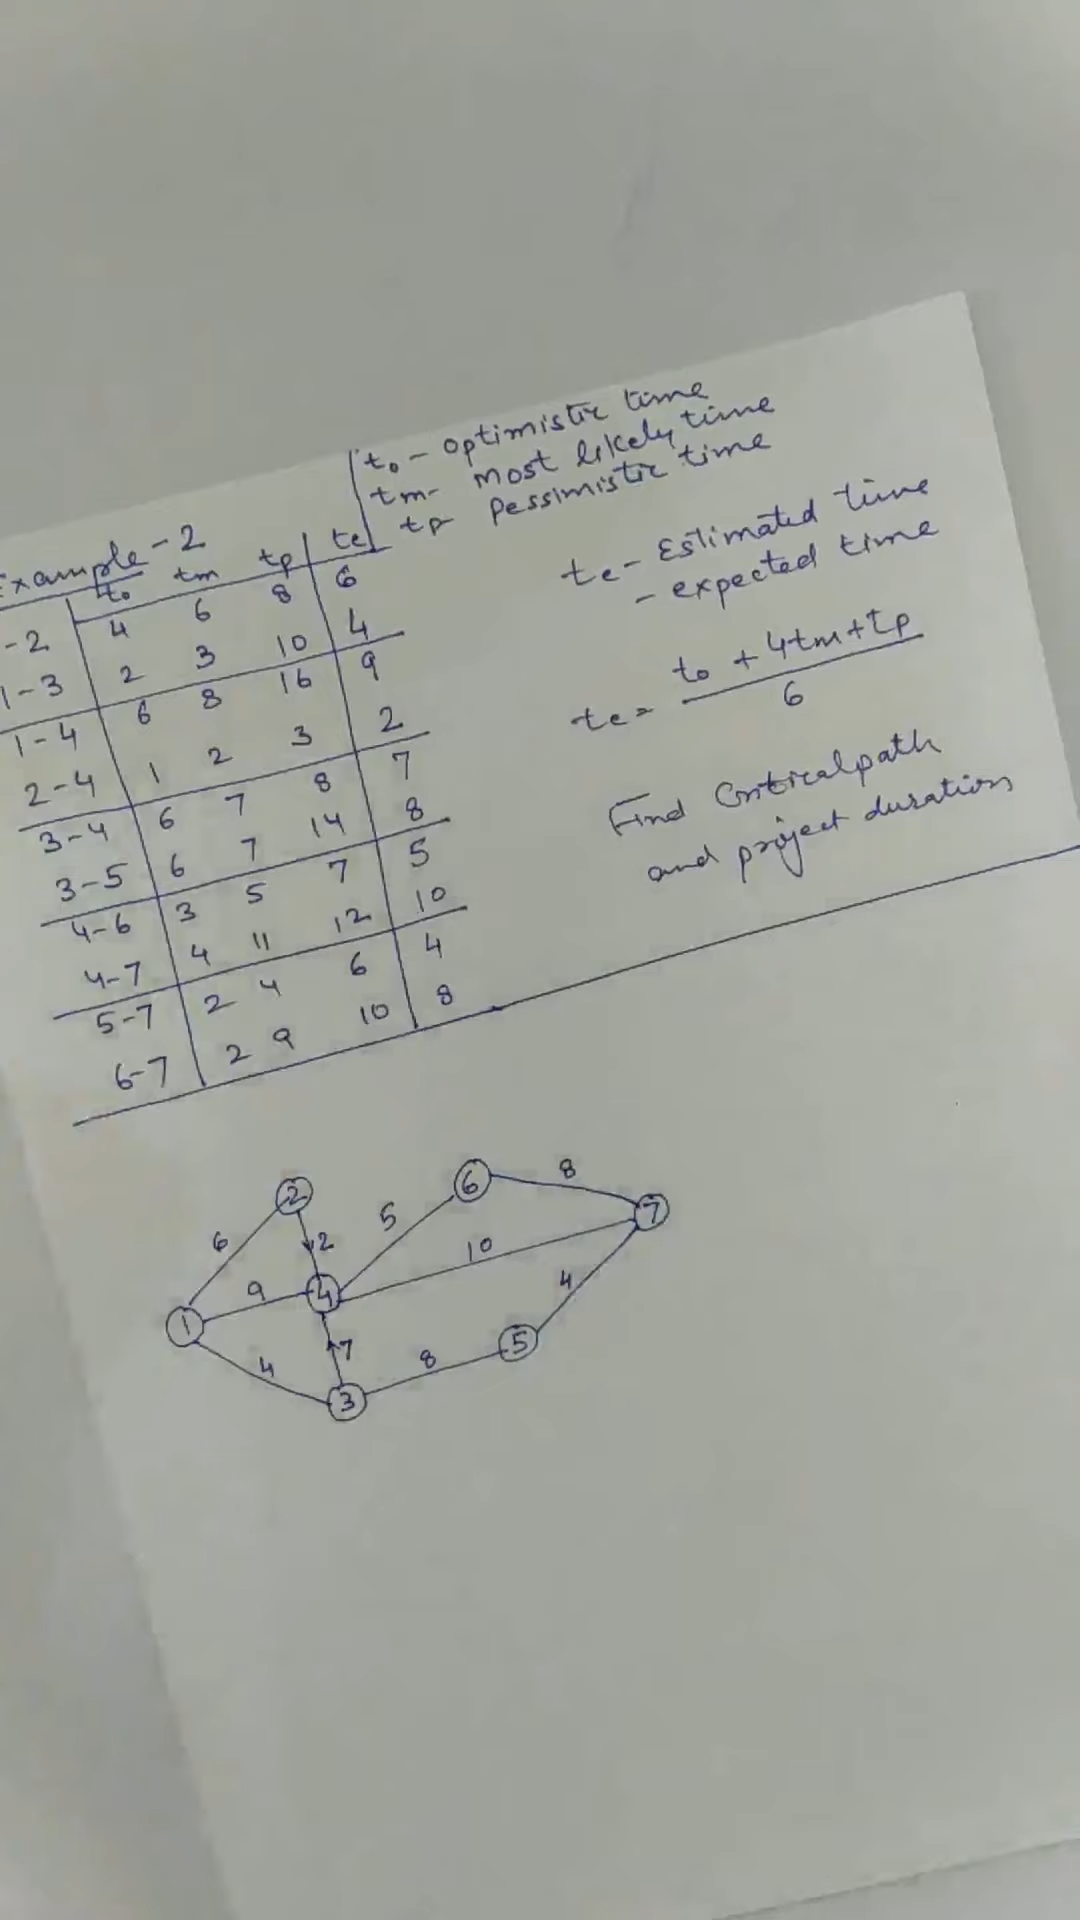 Example-2
to tm tp te
-2 4 6 8 6
1-3 2 3 10 4
1-4 6 8 16 9
2-4 1 2 3 2
3-4 6 7 8 7
3-5 6 7 14 8
4-6 3 5 7 5
4-7 4 11 12 10
5-7 2 4 6 4
6-7 2 9 10 8
to - optimistic time
tm- most likely time
tp- Pessimistic time
te- Estimated time
- expected time
te = to + 4tm + tp
6
Find Critical path
and project duration
2
6
8
7
6
2
5
10
9
4
4
1
7
5
4
8
3